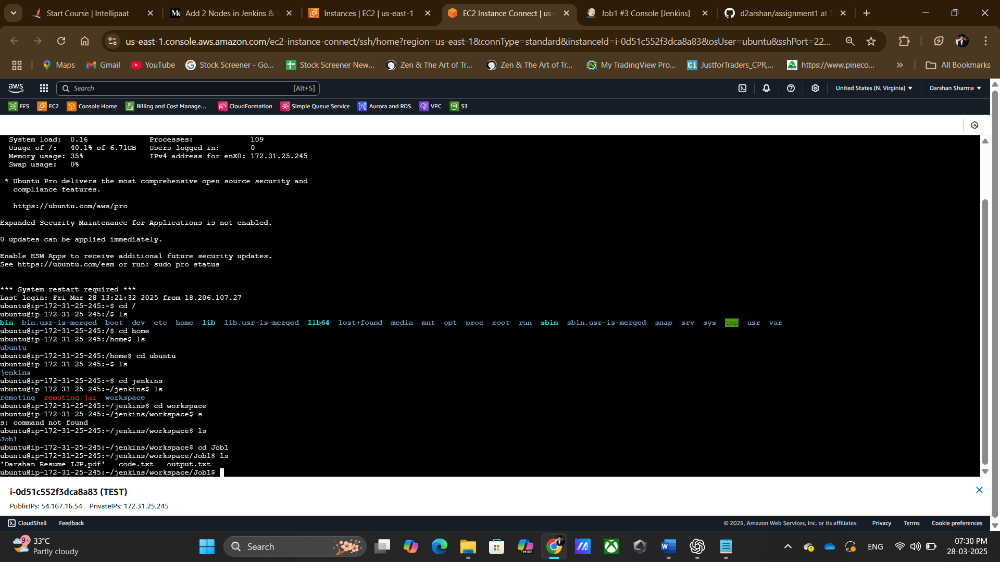 Start Course | Intellipaat
Add 2 Nodes in Jenkins &
Instances | EC2 | us-east-1
EC2 Instance Connect | us-
Job1 #3 Console [Jenkins]
d2arshan/assignment1 at
us-east-1.console.aws.amazon.com/ec2-instance-connect/ssh/home?region=us-east-1&connType=standard&instanceId=i-0d51c552f3dca8a83&osUser=ubuntu&sshPort=22...
Maps
Gmail
YouTube
Stock Screener - Go...
Stock Screener New...
Zen & The Art of Tr...
Zen & The Art of Tr...
My TradingView Pro...
Ci JustforTraders_CPR,...
https://www.pineco...
All Bookmarks
aws
Search [Alt+S]
United States (N. Virginia)
Darshan Sharma
EFS
EC2
Console Home
Billing and Cost Manage...
CloudFormation
Simple Queue Service
Aurora and RDS
VPC
S3
System load: 0.16 Processes: 109
Usage of /: 40.1% of 6.71GB Users logged in: 0
Memory usage: 35% IPv4 address for enX0: 172.31.25.245
Swap usage: 0%
* Ubuntu Pro delivers the most comprehensive open source security and
compliance features.
https://ubuntu.com/aws/pro
Expanded Security Maintenance for Applications is not enabled.
0 updates can be applied immediately.
Enable ESM Apps to receive additional future security updates.
See https://ubuntu.com/esm or run: sudo pro status
*** System restart required ***
Last login: Fri Mar 28 13:21:32 2025 from 18.206.107.27
ubuntu@ip-172-31-25-245:~$ cd /
ubuntu@ip-172-31-25-245:/$ ls
bin bin.usr-is-merged boot dev etc home lib lib.usr-is-merged lib64 lost+found media mnt opt proc root run sbin sbin.usr-is-merged snap srv sys tmp usr var
ubuntu@ip-172-31-25-245:/$ cd home
ubuntu@ip-172-31-25-245:/home$ ls
ubuntu
ubuntu@ip-172-31-25-245:/home$ cd ubuntu
ubuntu@ip-172-31-25-245:~$ ls
jenkins
ubuntu@ip-172-31-25-245:~$ cd jenkins
ubuntu@ip-172-31-25-245:~/jenkins$ ls
remoting remoting.jar workspace
ubuntu@ip-172-31-25-245:~/jenkins$ cd workspace
ubuntu@ip-172-31-25-245:~/jenkins/workspace$ s
s: command not found
ubuntu@ip-172-31-25-245:~/jenkins/workspace$ ls
Job1
ubuntu@ip-172-31-25-245:~/jenkins/workspace$ cd Job1
ubuntu@ip-172-31-25-245:~/jenkins/workspace/Job1$ ls
'Darshan Resume IJP.pdf' code.txt output.txt
ubuntu@ip-172-31-25-245:~/jenkins/workspace/Job1$
i-0d51c552f3dca8a83 (TEST)
PublicIPs: 54.167.16.54 PrivateIPs: 172.31.25.245
CloudShell Feedback
© 2025, Amazon Web Services, Inc. or its affiliates. Privacy Terms Cookie preferences
9+
33°C
Partly cloudy
Search
M365
ENG
07:30 PM
28-03-2025